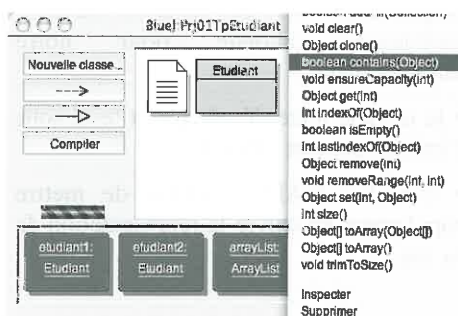 BlueJ: Prj01TpEtudiant
Nouvelle classe...
--->
Compiler
Etudiant
etudiant1:
Etudiant
etudiant2:
Etudiant
arrayList:
ArrayList
void clear()
Object clone()
boolean contains(Object)
void ensureCapacity(int)
Object get(int)
int indexOf(Object)
boolean isEmpty()
int lastIndexOf(Object)
Object remove(int)
void removeRange(int, int)
Object set(int, Object)
int size()
Object[] toArray(Object[])
Object[] toArray()
void trimToSize()
Inspecter
Supprimer